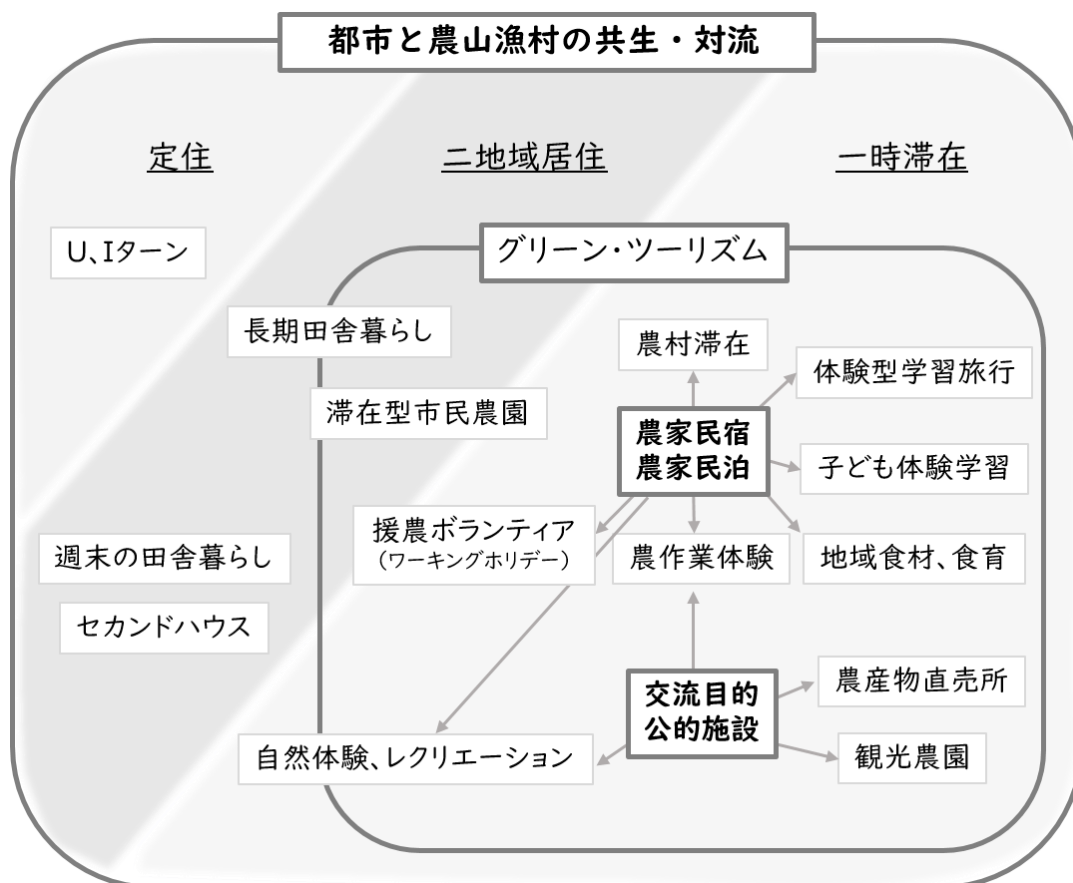 都市と農山漁村の共生・対流
定住
二地域居住
一時滞在
U、Iターン
グリーン・ツーリズム
長期田舎暮らし
農村滞在
体験型学習旅行
滞在型市民農園
農家民宿
農家民泊
子ども体験学習
援農ボランティア
（ワーキングホリデー）
農作業体験
地域食材、食育
週末の田舎暮らし
セカンドハウス
交流目的
公的施設
農産物直売所
自然体験、レクリエーション
観光農園